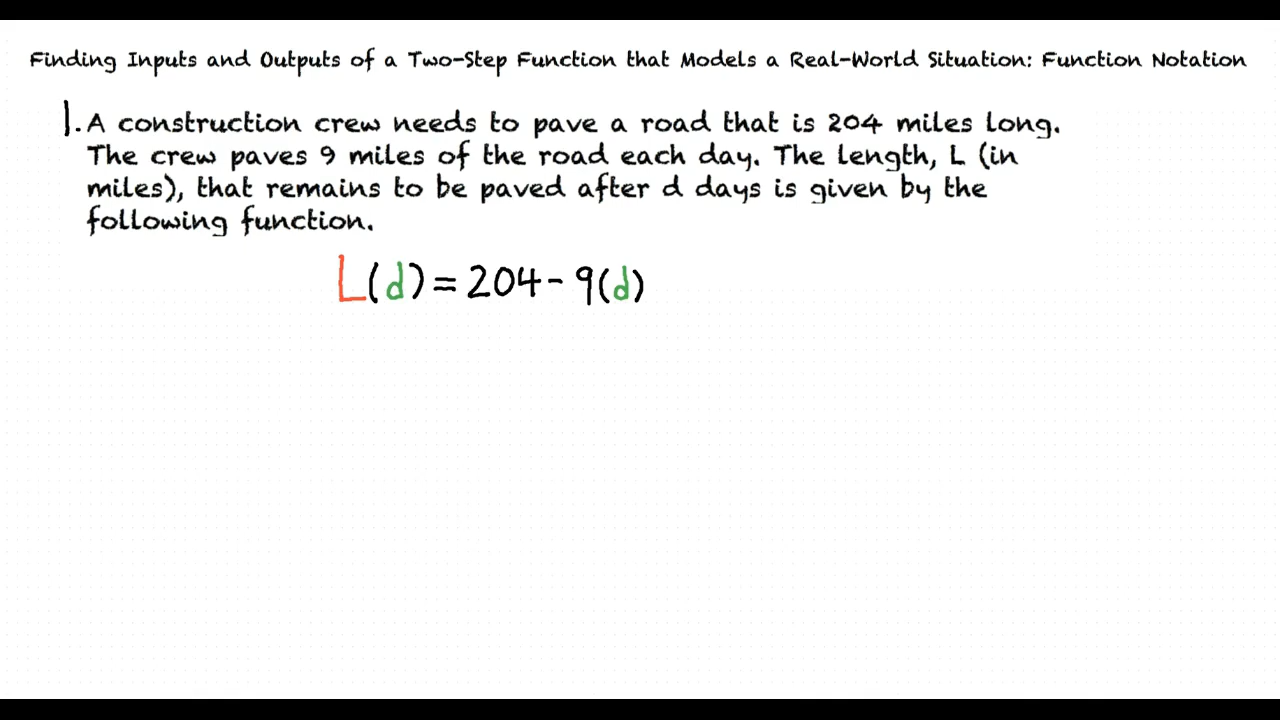 Finding Inputs and Outputs of a Two-Step Function that Models a Real-World Situation: Function Notation
1. A construction crew needs to pave a road that is 204 miles long.
The crew paves 9 miles of the road each day. The length, L (in
miles), that remains to be paved after d days is given by the
following function.
L(d) = 204 - 9(d)